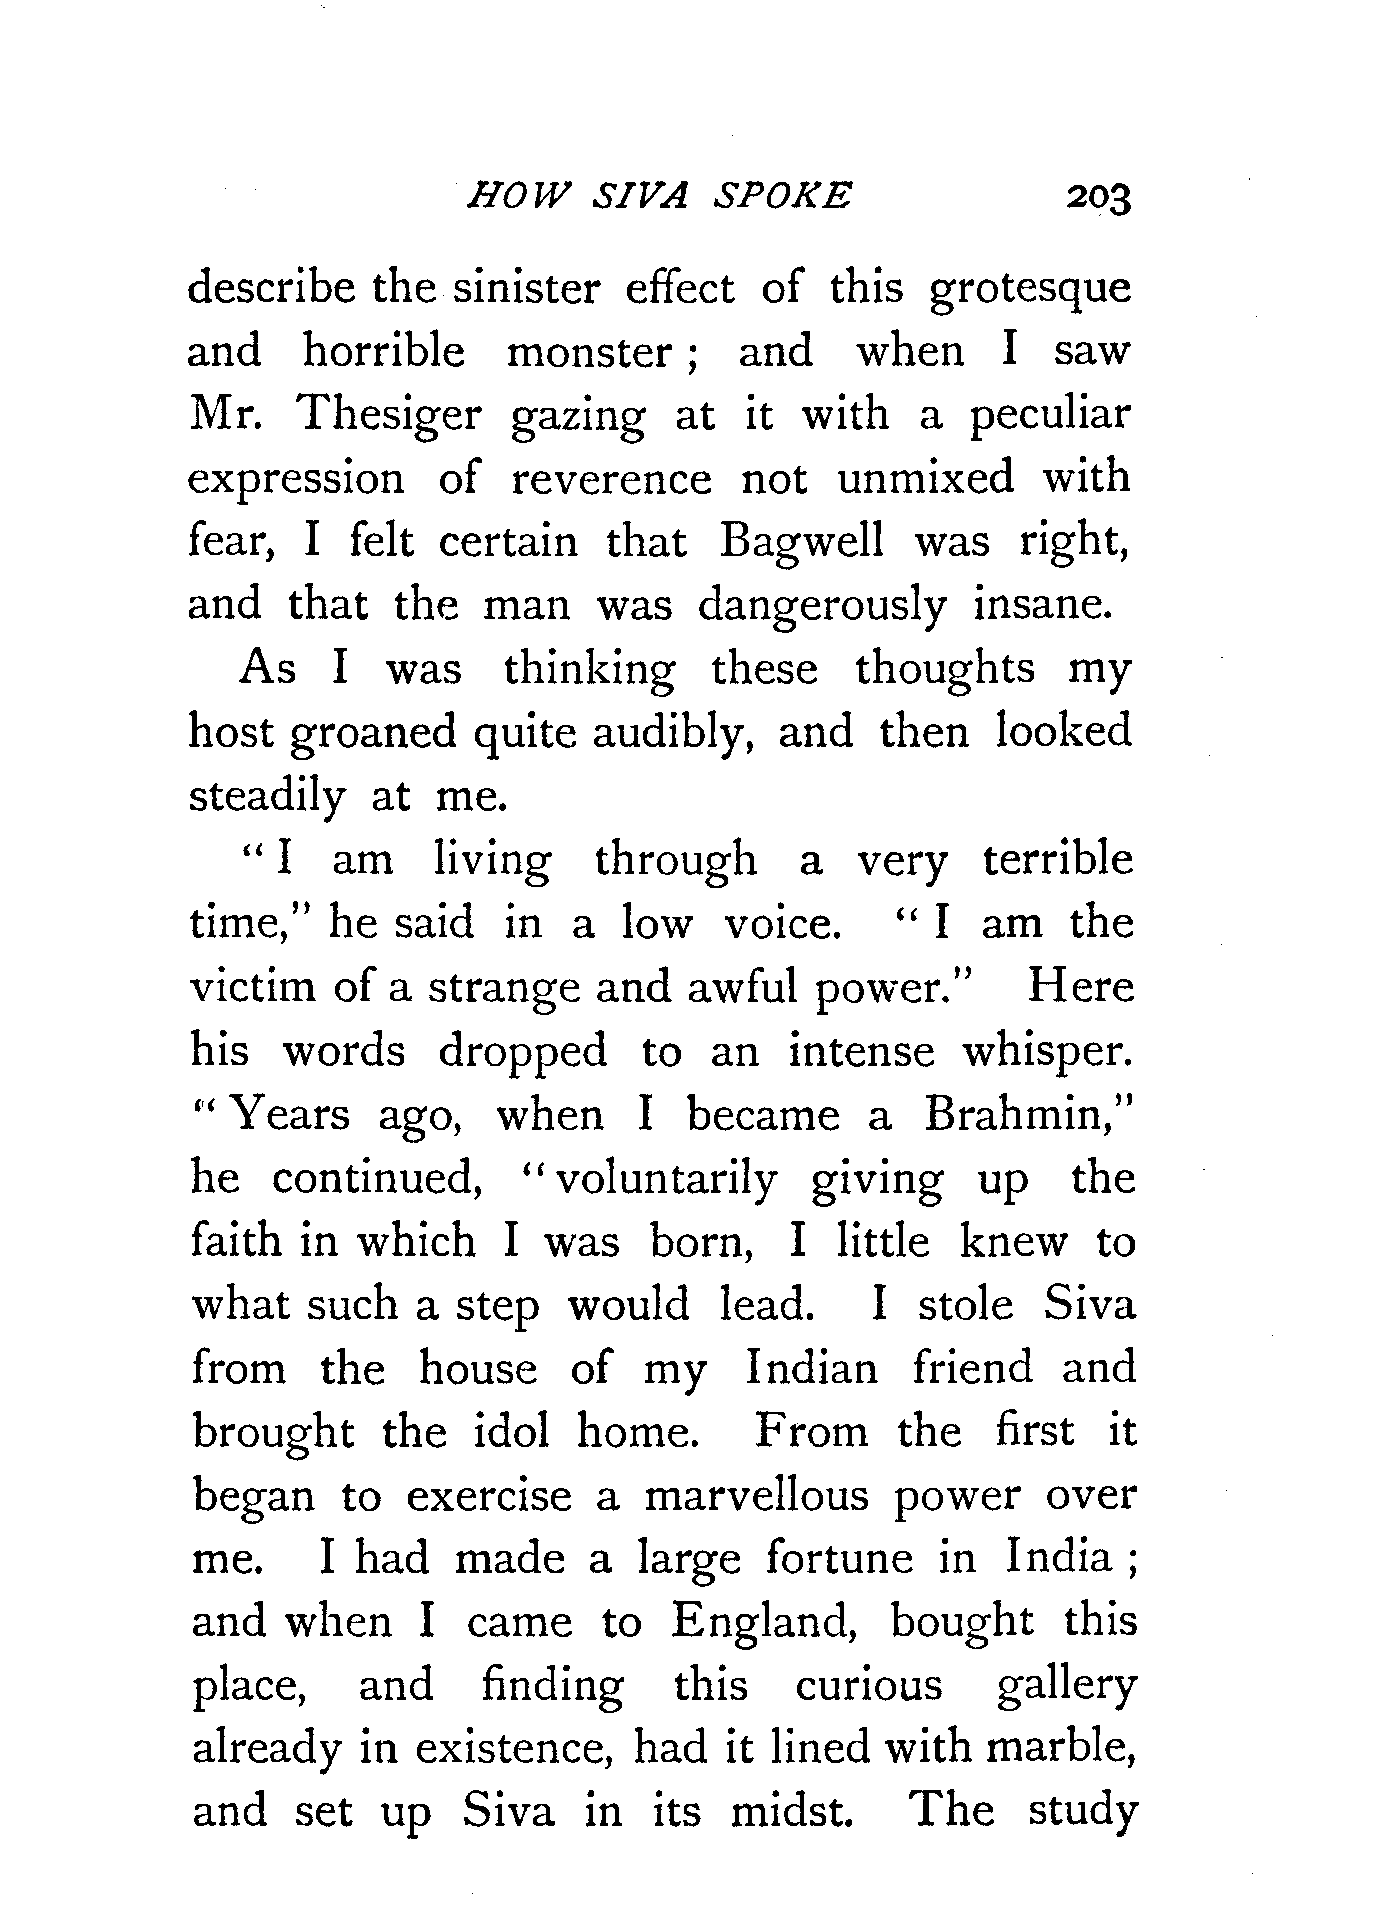 HOW SIVA SPOKE 203
describe the sinister effect of this grotesque
and horrible monster ; and when I saw
Mr. Thesiger gazing at it with a peculiar
expression of reverence not unmixed with
fear, I felt certain that Bagwell was right,
and that the man was dangerously insane.
As I was thinking these thoughts my
host groaned quite audibly, and then looked
steadily at me.
“ I am living through a very terrible
time,” he said in a low voice. “ I am the
victim of a strange and awful power.” Here
his words dropped to an intense whisper.
“ Years ago, when I became a Brahmin,”
he continued, “ voluntarily giving up the
faith in which I was born, I little knew to
what such a step would lead. I stole Siva
from the house of my Indian friend and
brought the idol home. From the first it
began to exercise a marvellous power over
me. I had made a large fortune in India ;
and when I came to England, bought this
place, and finding this curious gallery
already in existence, had it lined with marble,
and set up Siva in its midst. The study